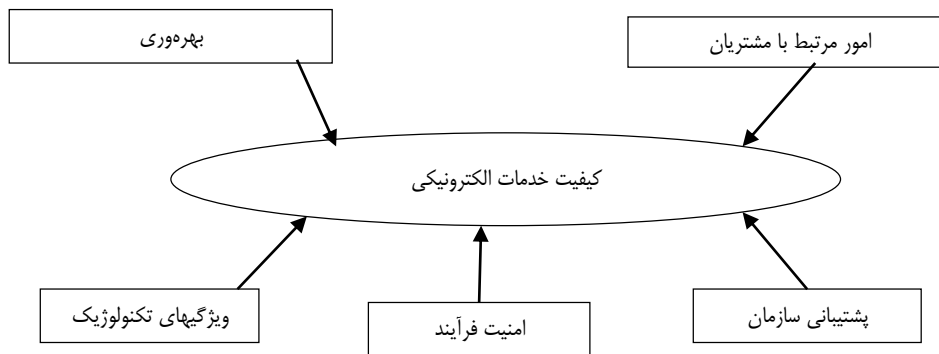 امور مرتبط با مشتریان
بهره‌وری
کیفیت خدمات الکترونیکی
پشتیبانی سازمان
امنیت فرآیند
ویژگیهای تکنولوژیک